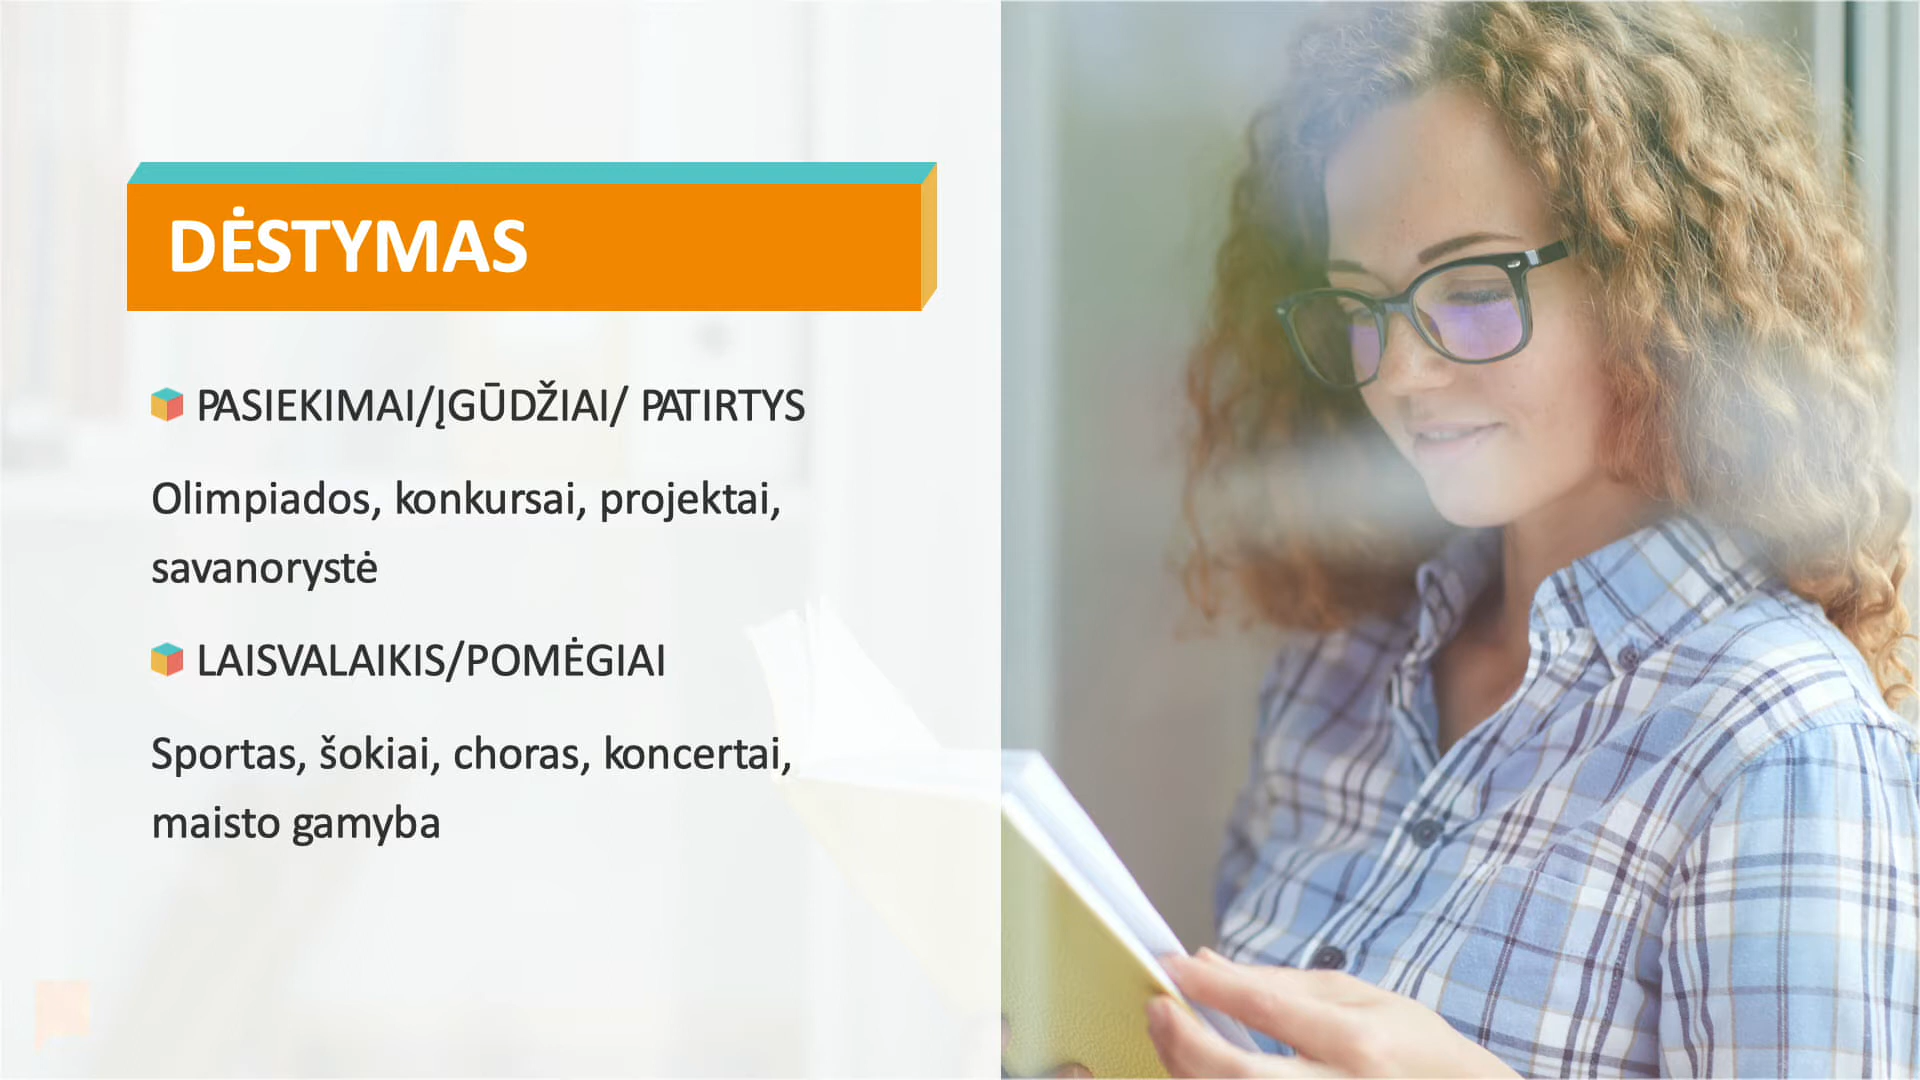 DĖSTYMAS
PASIEKIMAI/ĮGŪDŽIAI/ PATIRTYS
Olimpiados, konkursai, projektai,
savanorystė
LAISVALAIKIS/POMĖGIAI
Sportas, šokiai, choras, koncertai,
maisto gamyba